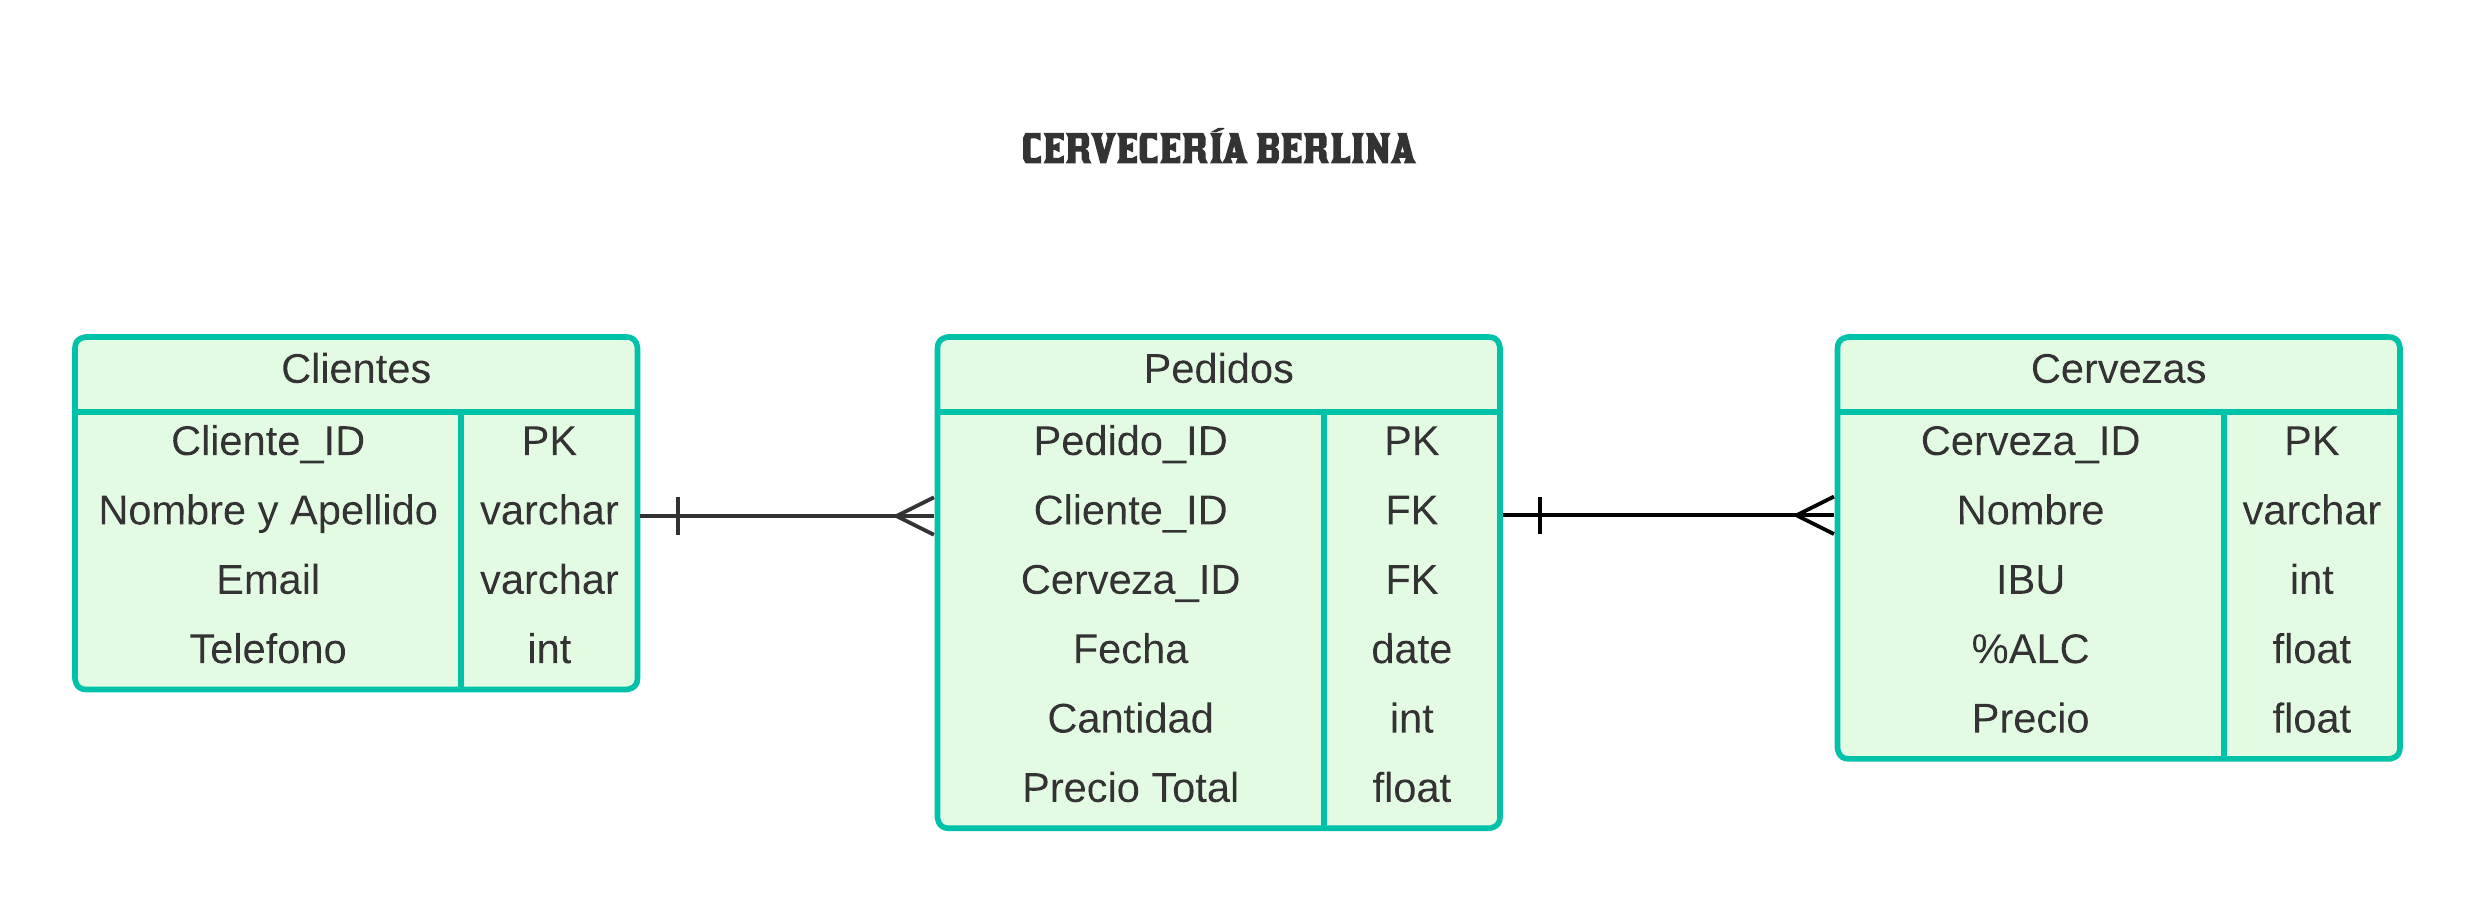 CERVECERÍA BERLINA
Clientes
Cliente_ID PK
Nombre y Apellido varchar
Email varchar
Telefono int
Pedidos
Pedido_ID PK
Cliente_ID FK
Cerveza_ID FK
Fecha date
Cantidad int
Precio Total float
Cervezas
Cerveza_ID PK
Nombre varchar
IBU int
%ALC float
Precio float